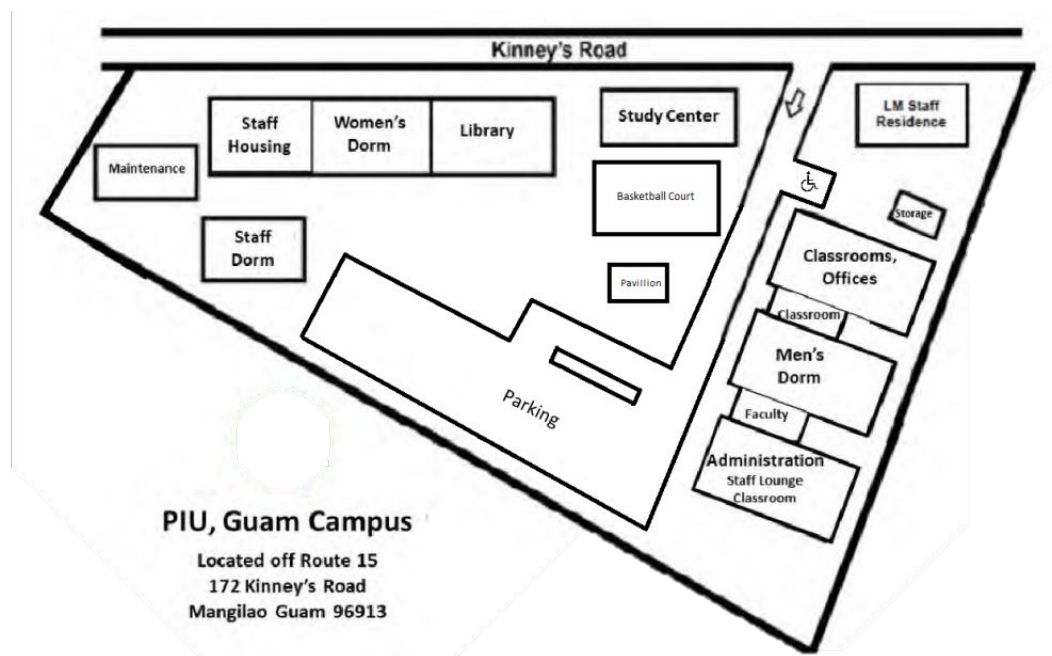 Kinney's Road
Staff
Housing
Women's
Dorm
Library
Study Center
LM Staff
Residence
Maintenance
Basketball Court
Storage
Staff
Dorm
Classrooms,
Offices
Pavillion
Classroom
Men's
Dorm
Parking
Faculty
Administration
Staff Lounge
Classroom
PIU, Guam Campus
Located off Route 15
172 Kinney's Road
Mangilao Guam 96913